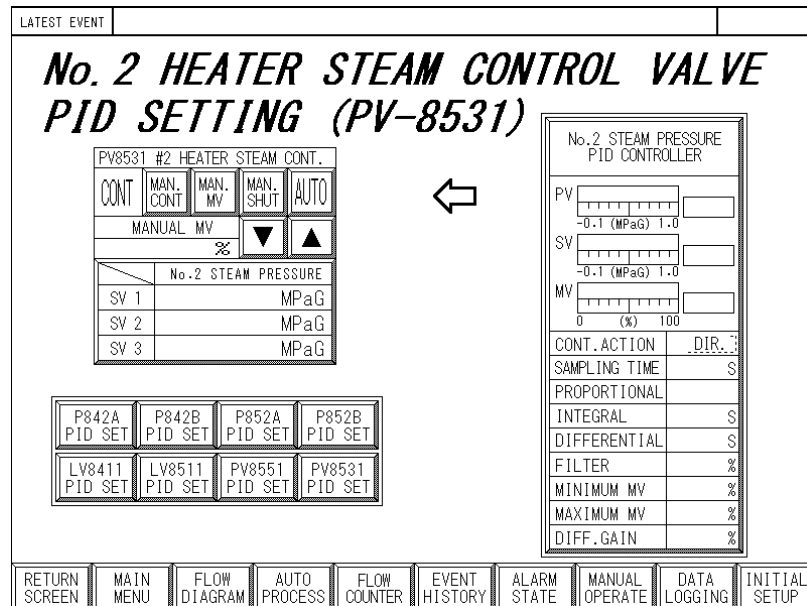 LATEST EVENT
No. 2 HEATER STEAM CONTROL VALVE
PID SETTING (PV-8531)
PV8531 #2 HEATER STEAM CONT.
CONT MAN. CONT MAN. MV MAN. SHUT AUTO
MANUAL MV
%
▼ ▲
No.2 STEAM PRESSURE
SV 1 MPaG
SV 2 MPaG
SV 3 MPaG
P842A PID SET
P842B PID SET
P852A PID SET
P852B PID SET
LV8411 PID SET
LV8511 PID SET
PV8551 PID SET
PV8531 PID SET
No.2 STEAM PRESSURE
PID CONTROLLER
PV
-0.1 (MPaG) 1.0
SV
-0.1 (MPaG) 1.0
MV
0 (%) 100
CONT.ACTION DIR.
SAMPLING TIME S
PROPORTIONAL
INTEGRAL S
DIFFERENTIAL S
FILTER %
MINIMUM MV %
MAXIMUM MV %
DIFF.GAIN %
RETURN SCREEN
MAIN MENU
FLOW DIAGRAM
AUTO PROCESS
FLOW COUNTER
EVENT HISTORY
ALARM STATE
MANUAL OPERATE
DATA LOGGING
INITIAL SETUP